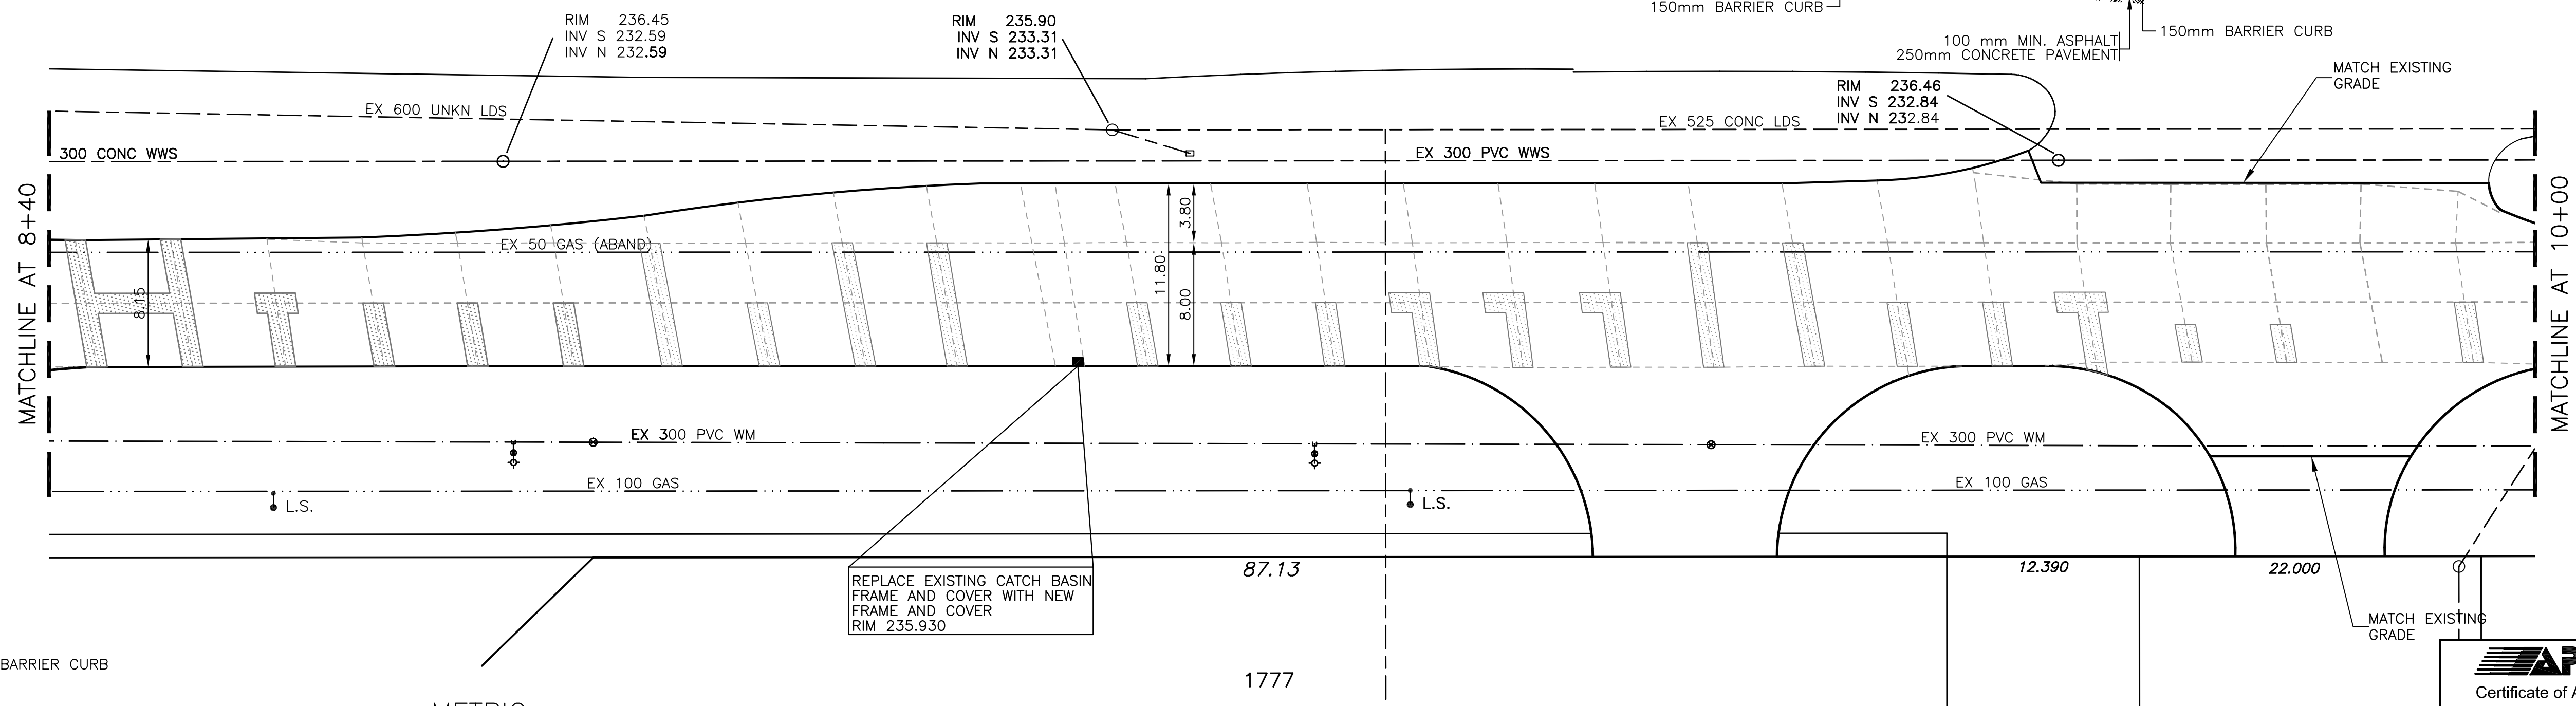 150mm BARRIER CURB
100 mm MIN. ASPHALT
250mm CONCRETE PAVEMENT
150mm BARRIER CURB
RIM 236.45
INV S 232.59
INV N 232.59
RIM 235.90
INV S 233.31
INV N 233.31
RIM 236.46
INV S 232.84
INV N 232.84
MATCH EXISTING
GRADE
EX 600 UNKN LDS
EX 525 CONC LDS
300 CONC WWS
EX 300 PVC WWS
MATCHLINE AT 8+40
MATCHLINE AT 10+00
EX 50 GAS (ABAND)
8.15
11.80
3.80
8.00
EX 300 PVC WM
EX 300 PVC WM
EX 100 GAS
EX 100 GAS
L.S.
L.S.
87.13
12.390
22.000
REPLACE EXISTING CATCH BASIN
FRAME AND COVER WITH NEW
FRAME AND COVER
RIM 235.930
MATCH EXISTING
GRADE
BARRIER CURB
1777
METRIC
Certificate of A